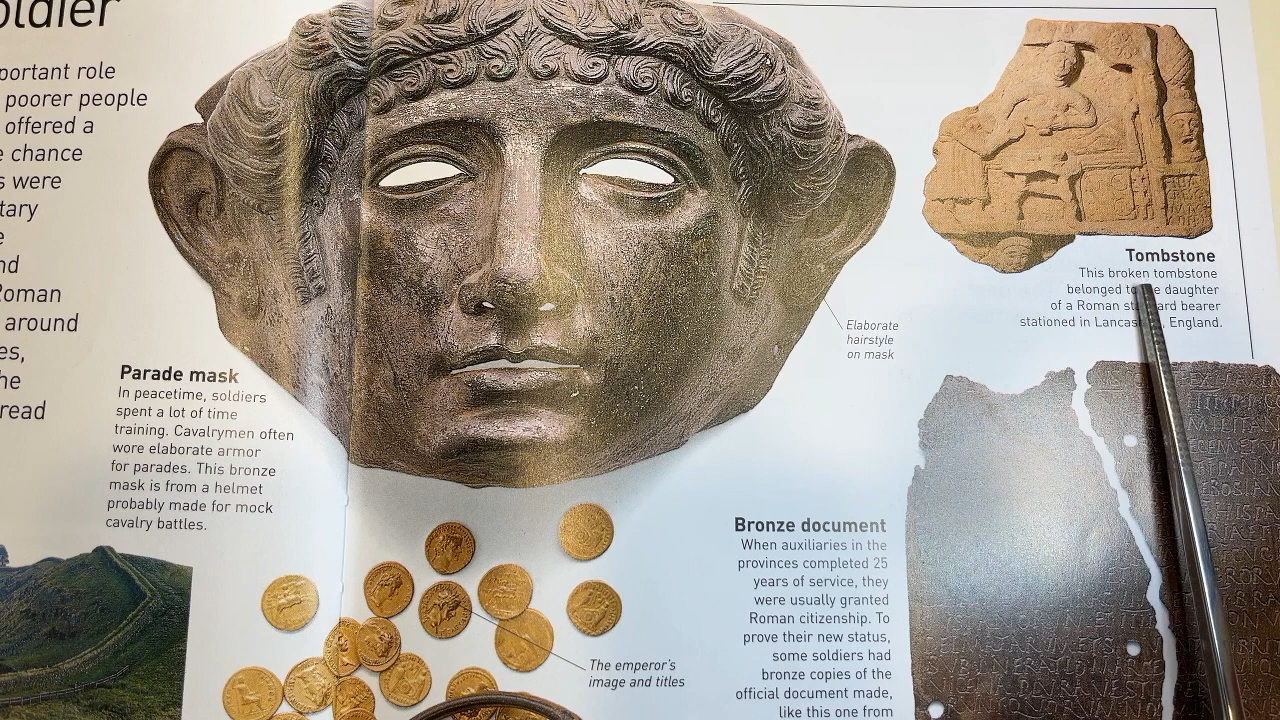 oldier
portant role
poorer people
offered a
e chance
s were
tary
e
nd
Roman
around
es,
he
read
Parade mask
In peacetime, soldiers
spent a lot of time
training. Cavalrymen often
wore elaborate armor
for parades. This bronze
mask is from a helmet
probably made for mock
cavalry battles.
Elaborate
hairstyle
on mask
Tombstone
This broken tombstone
belonged to daughter
of a Roman bearer
stationed in England.
The emperor's
image and titles
Bronze document
When auxiliaries in the
provinces completed 25
years of service, they
were usually granted
Roman citizenship. To
prove their new status,
some soldiers had
bronze copies of the
official document made,
like this one from